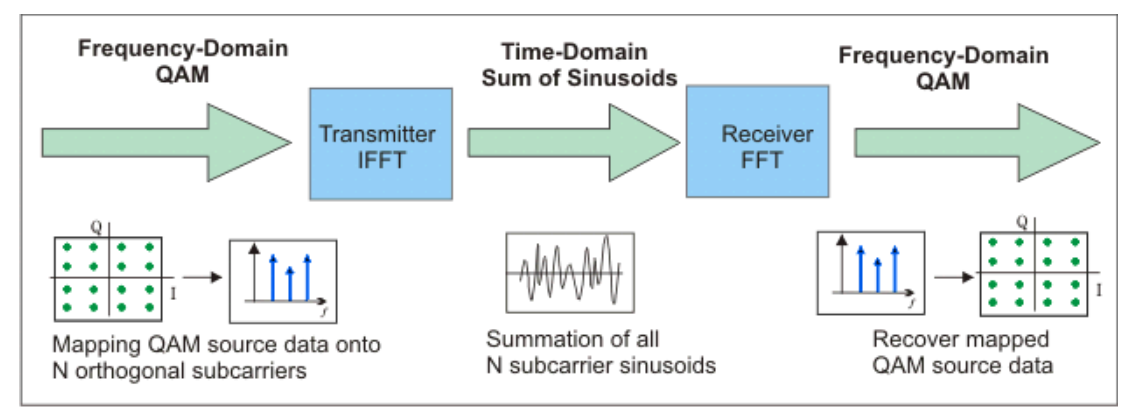 Frequency-Domain
QAM
Time-Domain
Sum of Sinusoids
Frequency-Domain
QAM
Transmitter
IFFT
Receiver
FFT
Q
I
f
Mapping QAM source data onto
N orthogonal subcarriers
Summation of all
N subcarrier sinusoids
f
Q
I
Recover mapped
QAM source data